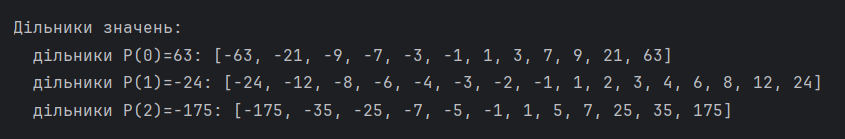 Дільники значень:
дільники P(0)=63: [-63, -21, -9, -7, -3, -1, 1, 3, 7, 9, 21, 63]
дільники P(1)=-24: [-24, -12, -8, -6, -4, -3, -2, -1, 1, 2, 3, 4, 6, 8, 12, 24]
дільники P(2)=-175: [-175, -35, -25, -7, -5, -1, 1, 5, 7, 25, 35, 175]